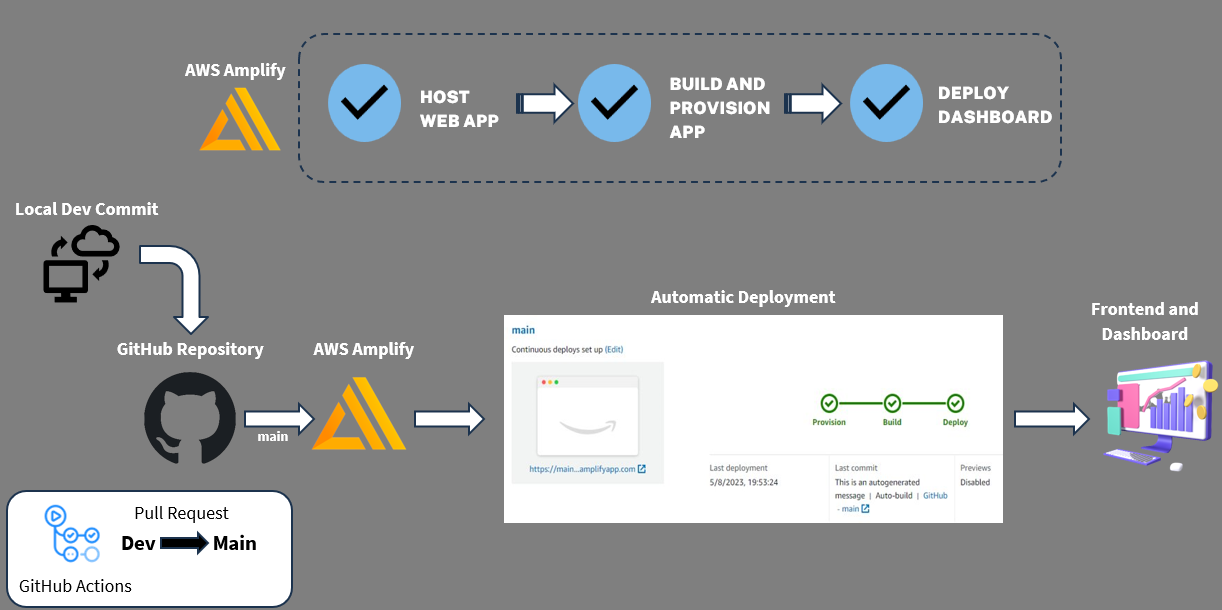 AWS Amplify
HOST
WEB APP
BUILD AND
PROVISION
APP
DEPLOY
DASHBOARD
Local Dev Commit
GitHub Repository
main
AWS Amplify
Automatic Deployment
main
Continuous deploys set up (Edit)
https://main...amplifyapp.com
Provision
Build
Deploy
Last deployment
5/8/2023, 19:53:24
Last commit
This is an autogenerated
message | Auto-build | GitHub
- main
Previews
Disabled
Frontend and
Dashboard
Pull Request
Dev
Main
GitHub Actions